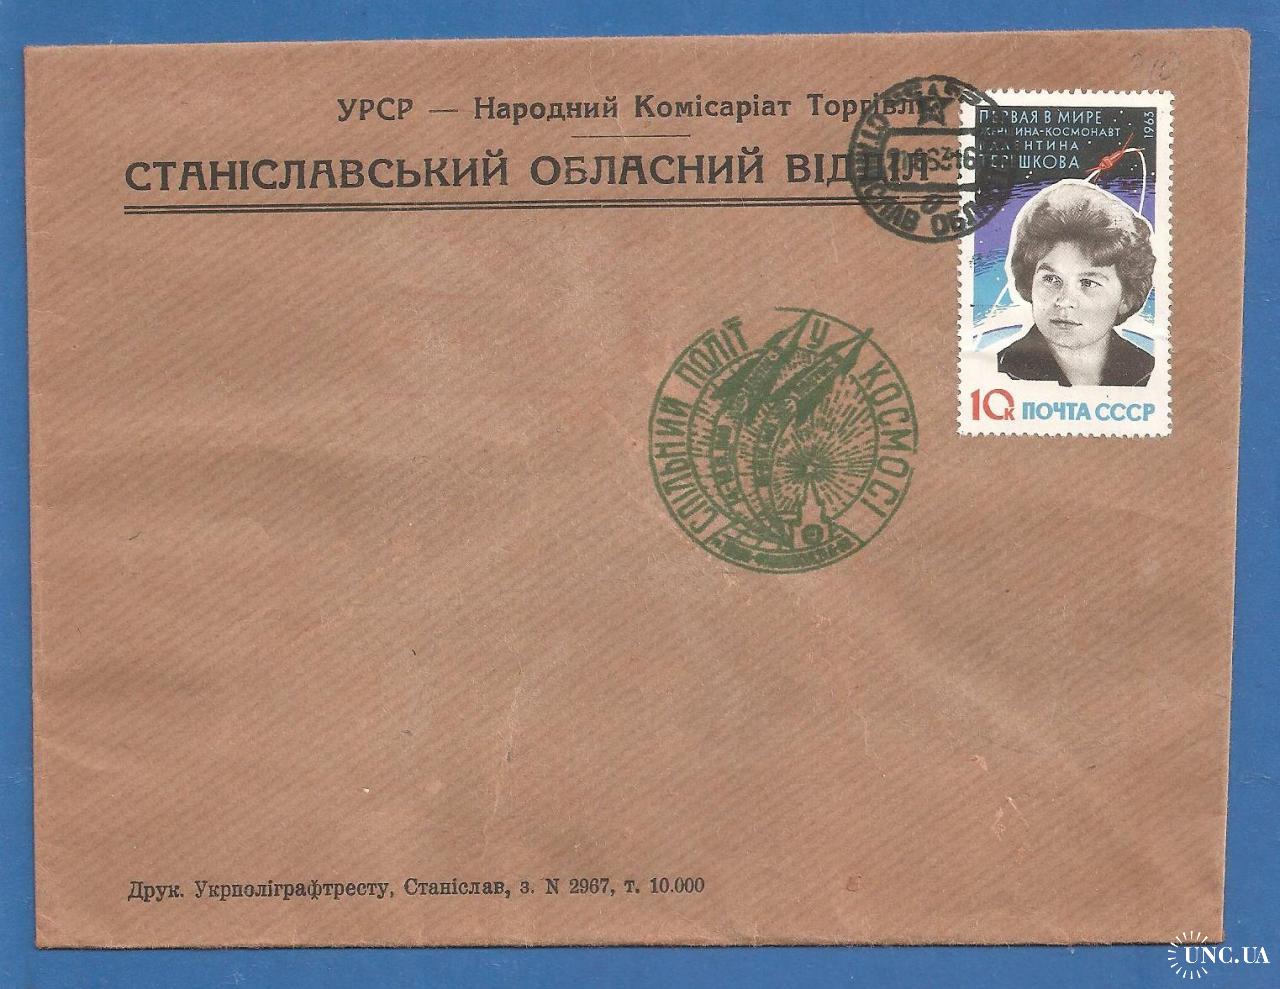 УРСР — Народний Комісаріат Торгівлі
СТАНІСЛАВСЬКИЙ ОБЛАСНИЙ ВІДДІЛ
ПЕРВАЯ В МИРЕ
ЖЕНЩИНА-КОСМОНАВТ
ВАЛЕНТИНА
ТЕРЕШКОВА
1963
10к ПОЧТА СССР
СПІЛЬНИЙ ПОЛІТ У КОСМОСІ
Друк. Укрполіграфтресту, Станіслав, з. N 2967, т. 10.000
UNC.UA